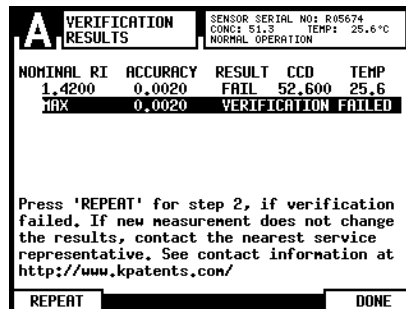 A VERIFICATION
RESULTS
SENSOR SERIAL NO: R05674
CONC: 51.3 TEMP: 25.6°C
NORMAL OPERATION
NOMINAL RI ACCURACY RESULT CCD TEMP
1.4200 0.0020 FAIL 52.600 25.6
MAX 0.0020 VERIFICATION FAILED
Press 'REPEAT' for step 2, if verification
failed. If new measurement does not change
the results, contact the nearest service
representative. See contact information at
http://www.kpatents.com/
REPEAT DONE